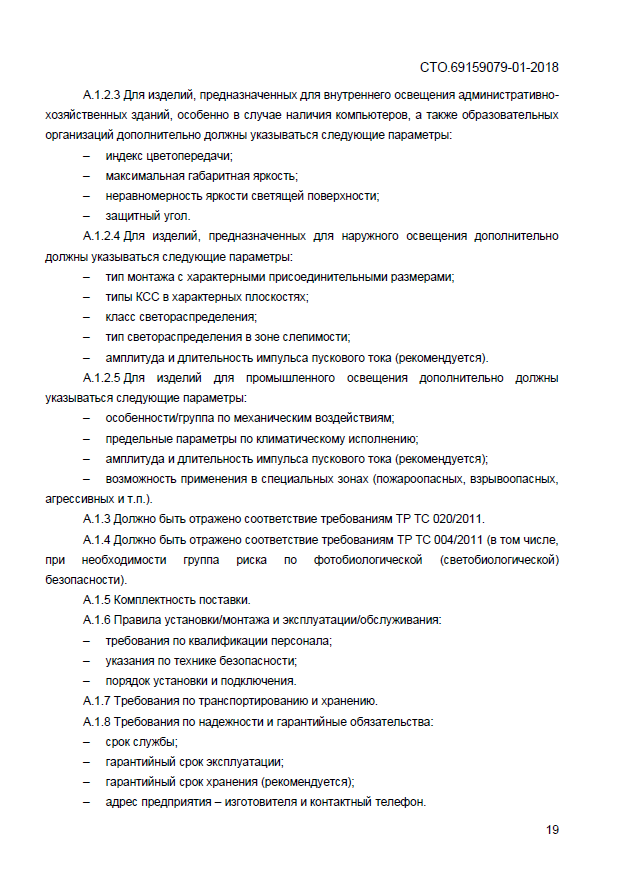 СТО.69159079-01-2018
А.1.2.3 Для изделий, предназначенных для внутреннего освещения административно-
хозяйственных зданий, особенно в случае наличия компьютеров, а также образовательных
организаций дополнительно должны указываться следующие параметры:
– индекс цветопередачи;
– максимальная габаритная яркость;
– неравномерность яркости светящей поверхности;
– защитный угол.
А.1.2.4 Для изделий, предназначенных для наружного освещения дополнительно
должны указываться следующие параметры:
– тип монтажа с характерными присоединительными размерами;
– типы КСС в характерных плоскостях;
– класс светораспределения;
– тип светораспределения в зоне слепимости;
– амплитуда и длительность импульса пускового тока (рекомендуется).
А.1.2.5 Для изделий для промышленного освещения дополнительно должны
указываться следующие параметры:
– особенности/группа по механическим воздействиям;
– предельные параметры по климатическому исполнению;
– амплитуда и длительность импульса пускового тока (рекомендуется);
– возможность применения в специальных зонах (пожароопасных, взрывоопасных,
агрессивных и т.п.).
А.1.3 Должно быть отражено соответствие требованиям ТР ТС 020/2011.
А.1.4 Должно быть отражено соответствие требованиям ТР ТС 004/2011 (в том числе,
при необходимости группа риска по фотобиологической (светобиологической)
безопасности).
А.1.5 Комплектность поставки.
А.1.6 Правила установки/монтажа и эксплуатации/обслуживания:
– требования по квалификации персонала;
– указания по технике безопасности;
– порядок установки и подключения.
А.1.7 Требования по транспортированию и хранению.
А.1.8 Требования по надежности и гарантийные обязательства:
– срок службы;
– гарантийный срок эксплуатации;
– гарантийный срок хранения (рекомендуется);
– адрес предприятия – изготовителя и контактный телефон.
19